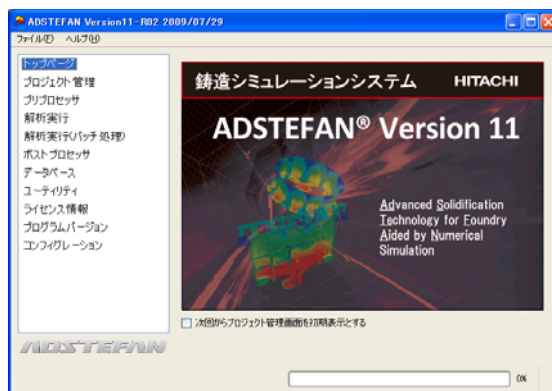 ADSTEFAN Version11-R02 2009/07/29
ファイル(F) ヘルプ(H)
トップページ
プロジェクト管理
プリプロセッサ
解析実行
解析実行(バッチ処理)
ポストプロセッサ
データベース
ユーティリティ
ライセンス情報
プログラムバージョン
コンフィグレーション
鋳造シミュレーションシステム HITACHI
ADSTEFAN® Version 11
Advanced Solidification
Technology for Foundry
Aided by Numerical
Simulation
次回からプロジェクト管理画面を初期表示とする
ADSTEFAN
0%